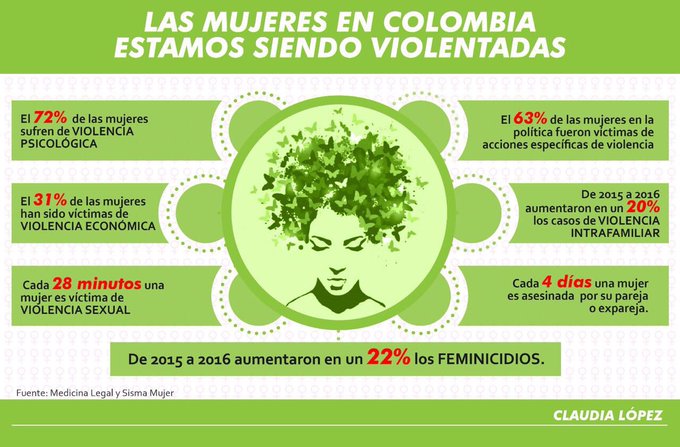 LAS MUJERES EN COLOMBIA
ESTAMOS SIENDO VIOLENTADAS
El 72% de las mujeres
sufren de VIOLENCIA
PSICOLÓGICA
El 31% de las mujeres
han sido víctimas de
VIOLENCIA ECONÓMICA
Cada 28 minutos una
mujer es víctima de
VIOLENCIA SEXUAL
El 63% de las mujeres en la
política fueron víctimas de
acciones específicas de violencia
De 2015 a 2016
aumentaron en un 20%
los casos de VIOLENCIA
INTRAFAMILIAR
Cada 4 días una mujer
es asesinada por su pareja
o expareja.
De 2015 a 2016 aumentaron en un 22% los FEMINICIDIOS.
Fuente: Medicina Legal y Sisma Mujer
CLAUDIA LÓPEZ